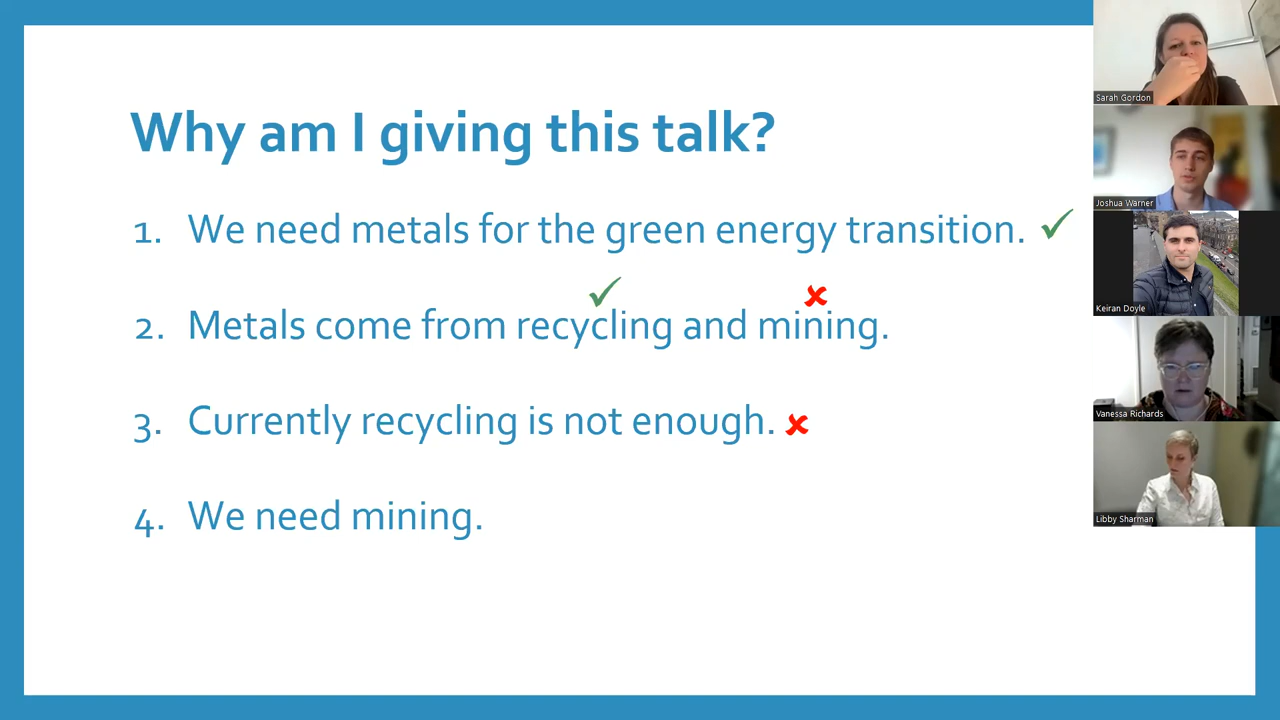 Why am I giving this talk?
1. We need metals for the green energy transition. ✓
✓ ✘
2. Metals come from recycling and mining.
3. Currently recycling is not enough. ✘
4. We need mining.
Sarah Gordon
Joshua Warner
Keiran Doyle
Vanessa Richards
Libby Sharman